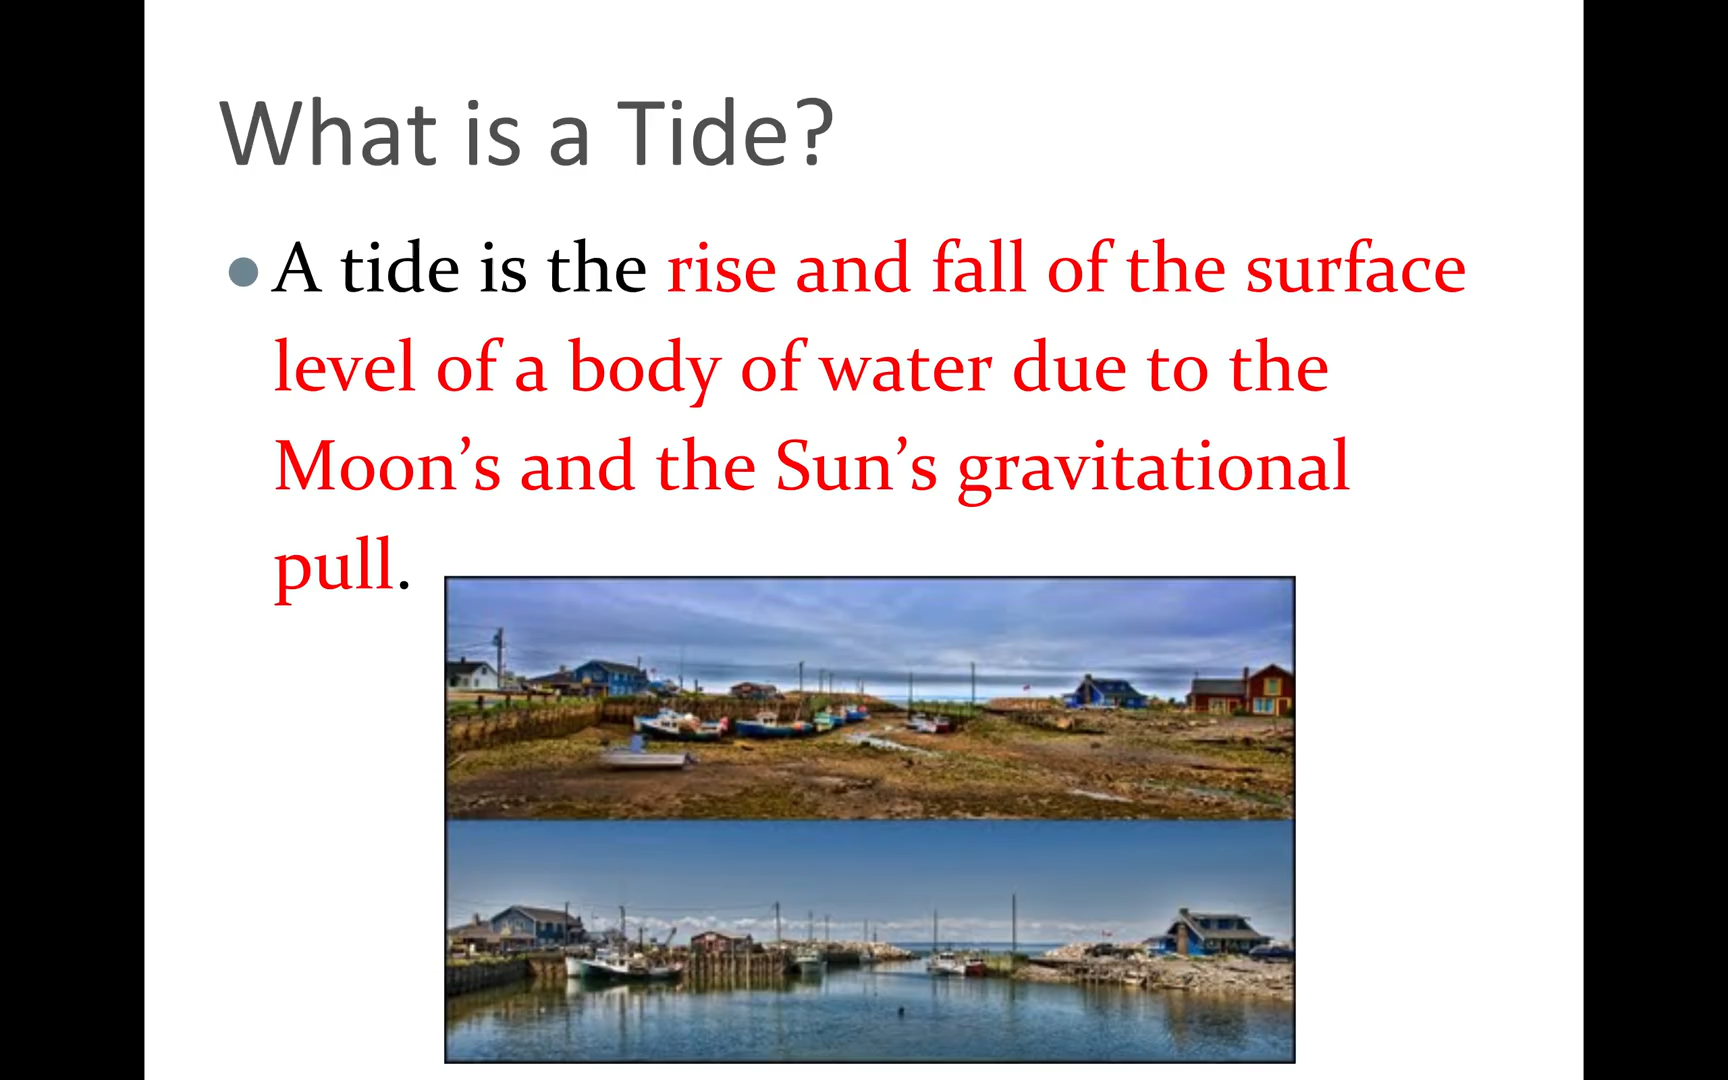 What is a Tide?
A tide is the rise and fall of the surface
level of a body of water due to the
Moon’s and the Sun’s gravitational
pull.